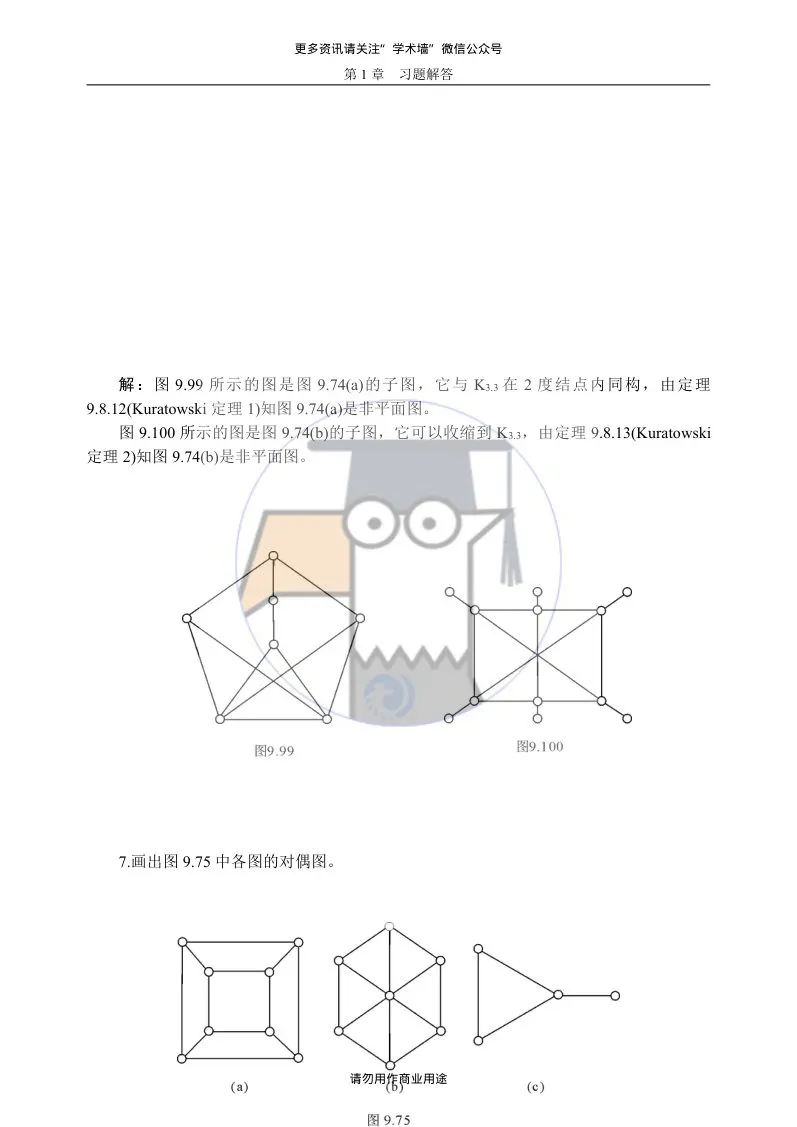 更多资讯请关注“学术墙”微信公众号
第 1 章　习题解答
解：图 9.99 所示的图是图 9.74(a)的子图，它与 K3.3 在 2 度结点内同构，由定理
9.8.12(Kuratowski 定理 1)知图 9.74(a)是非平面图。
图 9.100 所示的图是图 9.74(b)的子图，它可以收缩到 K3.3，由定理 9.8.13(Kuratowski
定理 2)知图 9.74(b)是非平面图。
图9.99
图9.100
7.画出图 9.75 中各图的对偶图。
(a)
(b)
(c)
请勿用作商业用途
图 9.75